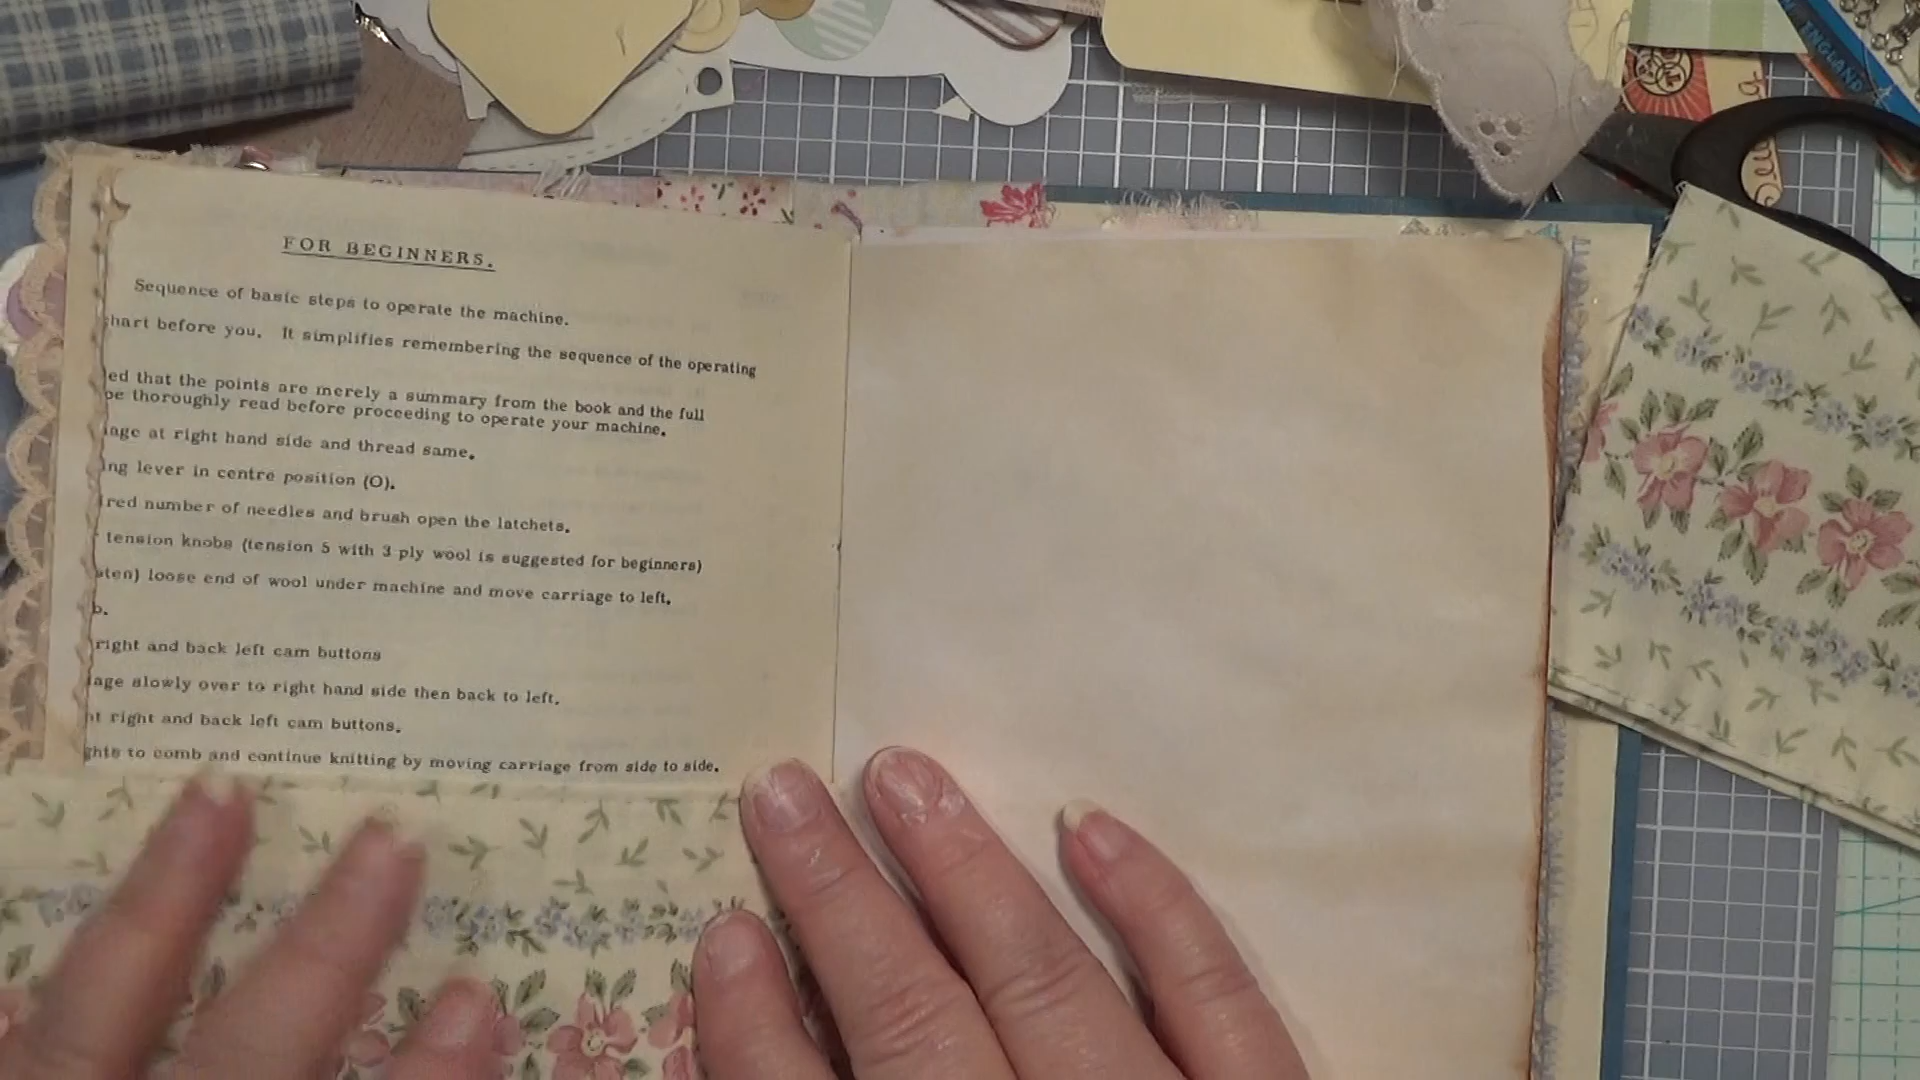 FOR BEGINNERS.
Sequence of basic steps to operate the machine.
hart before you. It simplifies remembering the sequence of the operating
ed that the points are merely a summary from the book and the full
be thoroughly read before proceeding to operate your machine.
iage at right hand side and thread same.
ing lever in centre position (O).
red number of needles and brush open the latchets.
tension knobs (tension 5 with 3 ply wool is suggested for beginners)
sten) loose end of wool under machine and move carriage to left.
b.
right and back left cam buttons
iage slowly over to right hand side then back to left.
nt right and back left cam buttons.
ghts to comb and continue knitting by moving carriage from side to side.
ENGLAND